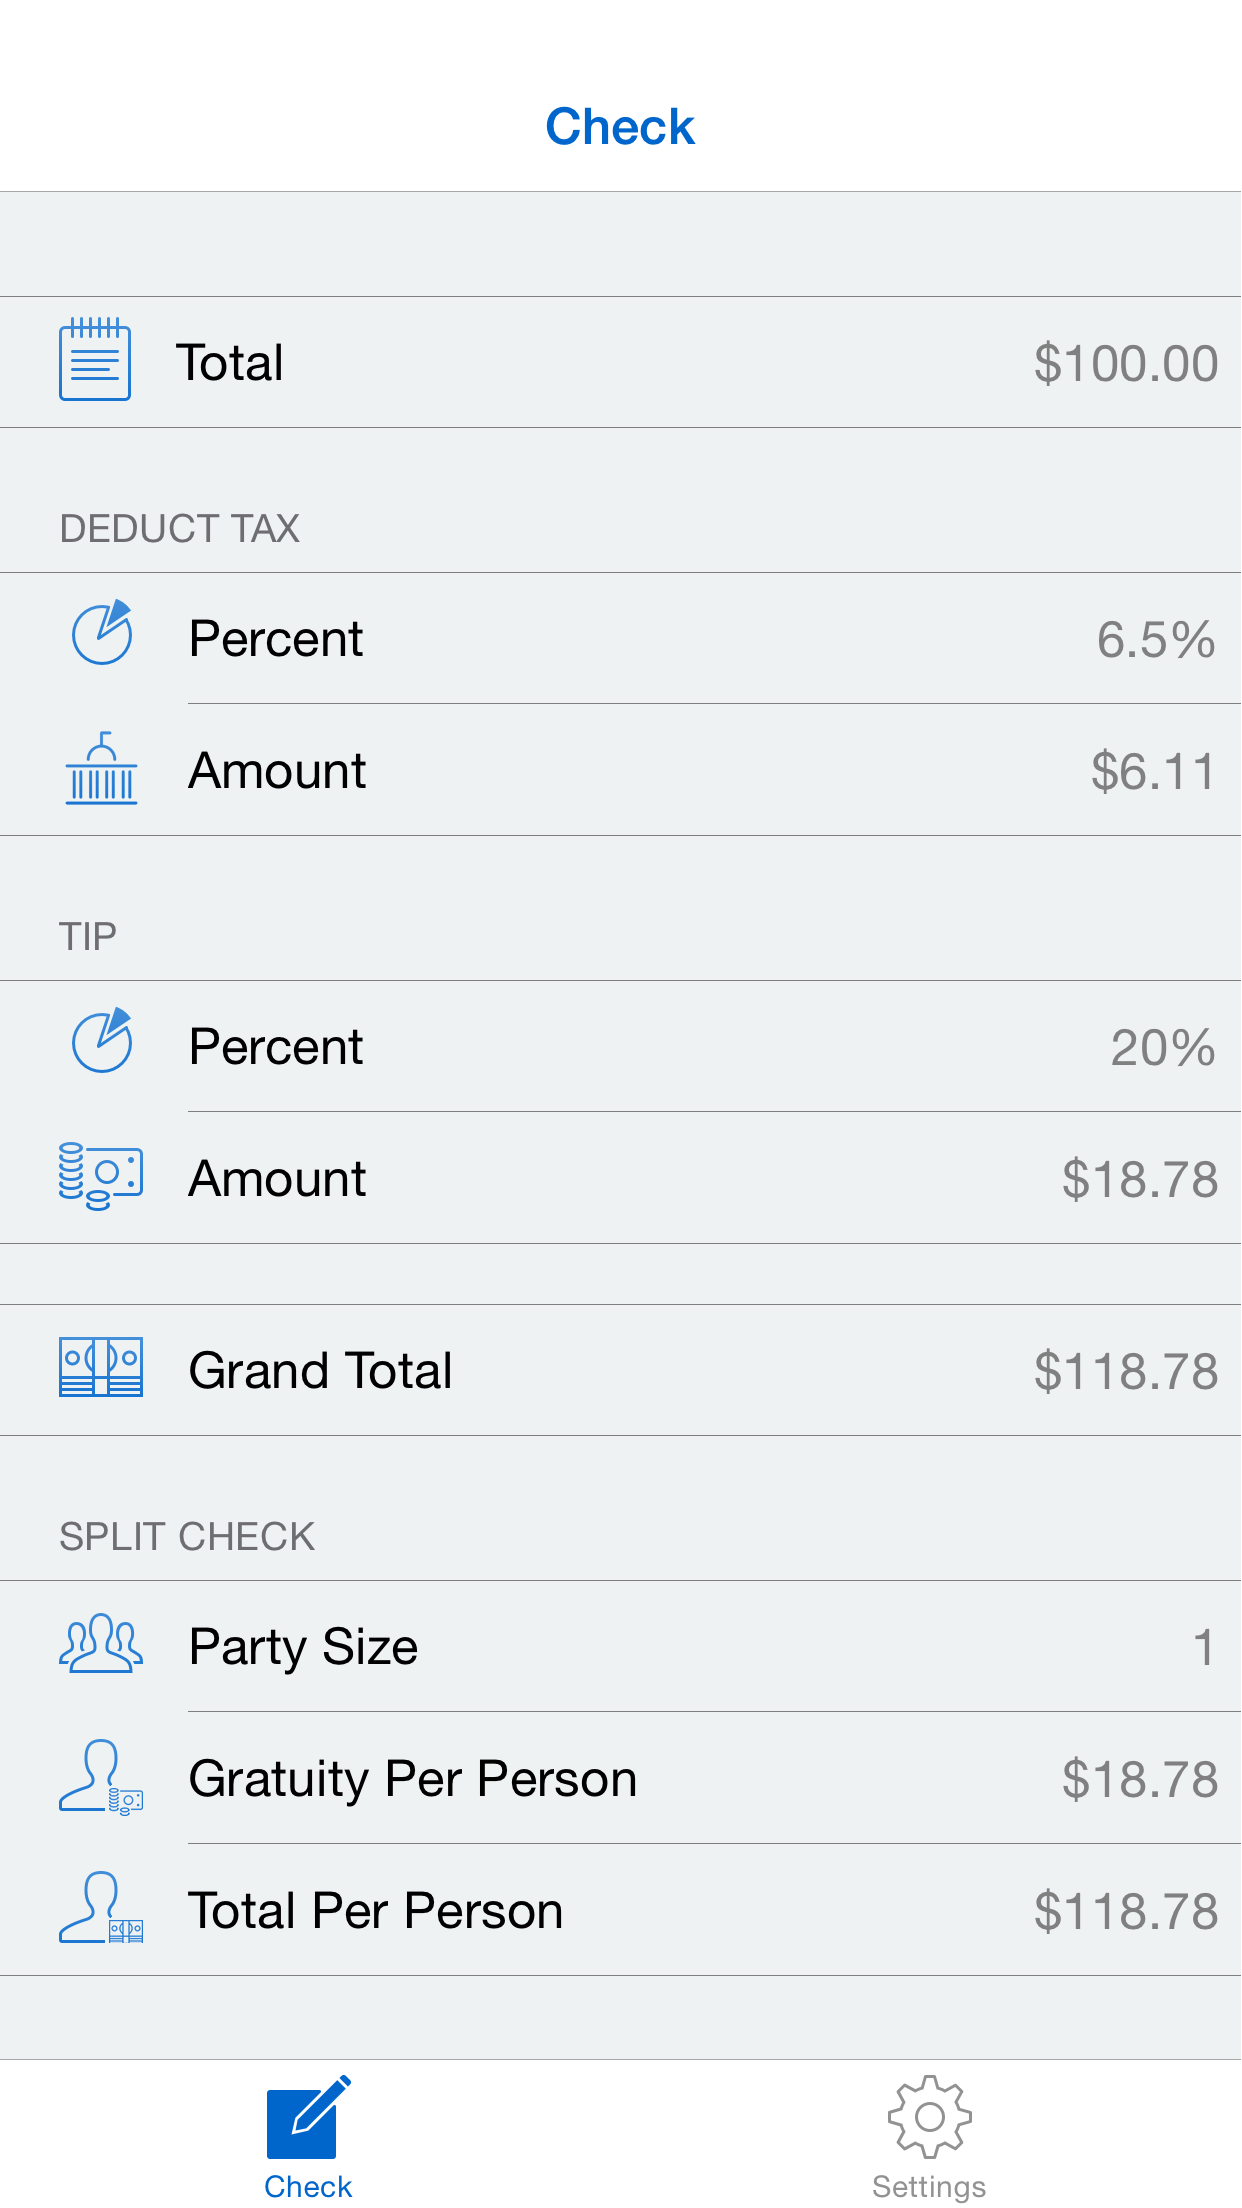 Check
Total $100.00
DEDUCT TAX
Percent 6.5%
Amount $6.11
TIP
Percent 20%
Amount $18.78
Grand Total $118.78
SPLIT CHECK
Party Size 1
Gratuity Per Person $18.78
Total Per Person $118.78
Check Settings